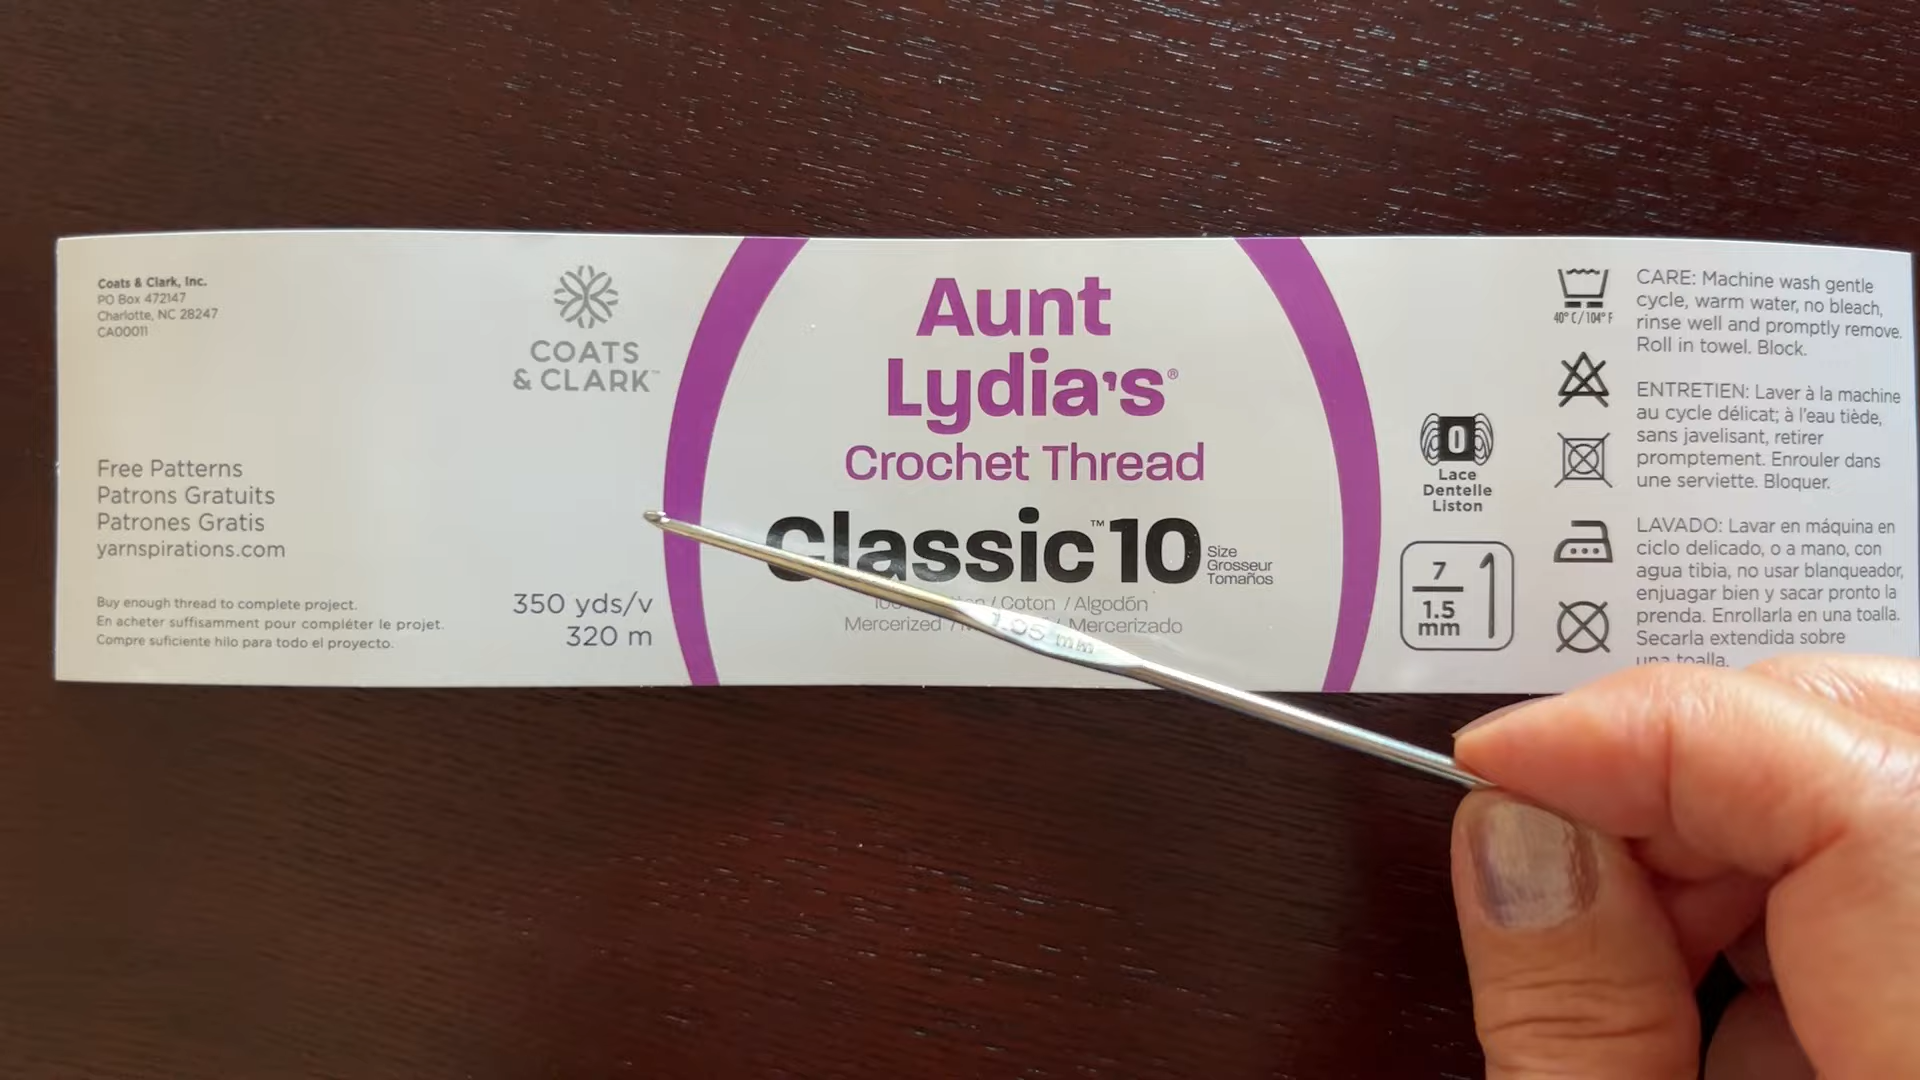 Coats & Clark, Inc.
PO Box 472147
Charlotte, NC 28247
CA00011
Free Patterns
Patrons Gratuits
Patrones Gratis
yarnspirations.com
Buy enough thread to complete project.
En acheter suffisamment pour compléter le projet.
Compre suficiente hilo para todo el proyecto.
COATS
& CLARK™
350 yds/v
320 m
Aunt
Lydia's®
Crochet Thread
Classic™ 10
Size
Grosseur
Tomaños
/ Coton / Algodón
Mercerized / / Mercerizado
mm
0
Lace
Dentelle
Liston
7
1.5
mm
40° C / 104° F
CARE: Machine wash gentle
cycle, warm water, no bleach,
rinse well and promptly remove.
Roll in towel. Block.
ENTRETIEN: Laver à la machine
au cycle délicat; à l'eau tiède,
sans javelisant, retirer
promptement. Enrouler dans
une serviette. Bloquer.
LAVADO: Lavar en máquina en
ciclo delicado, o a mano, con
agua tibia, no usar blanqueador,
enjuagar bien y sacar pronto la
prenda. Enrollarla en una toalla.
Secarla extendida sobre
una toalla.